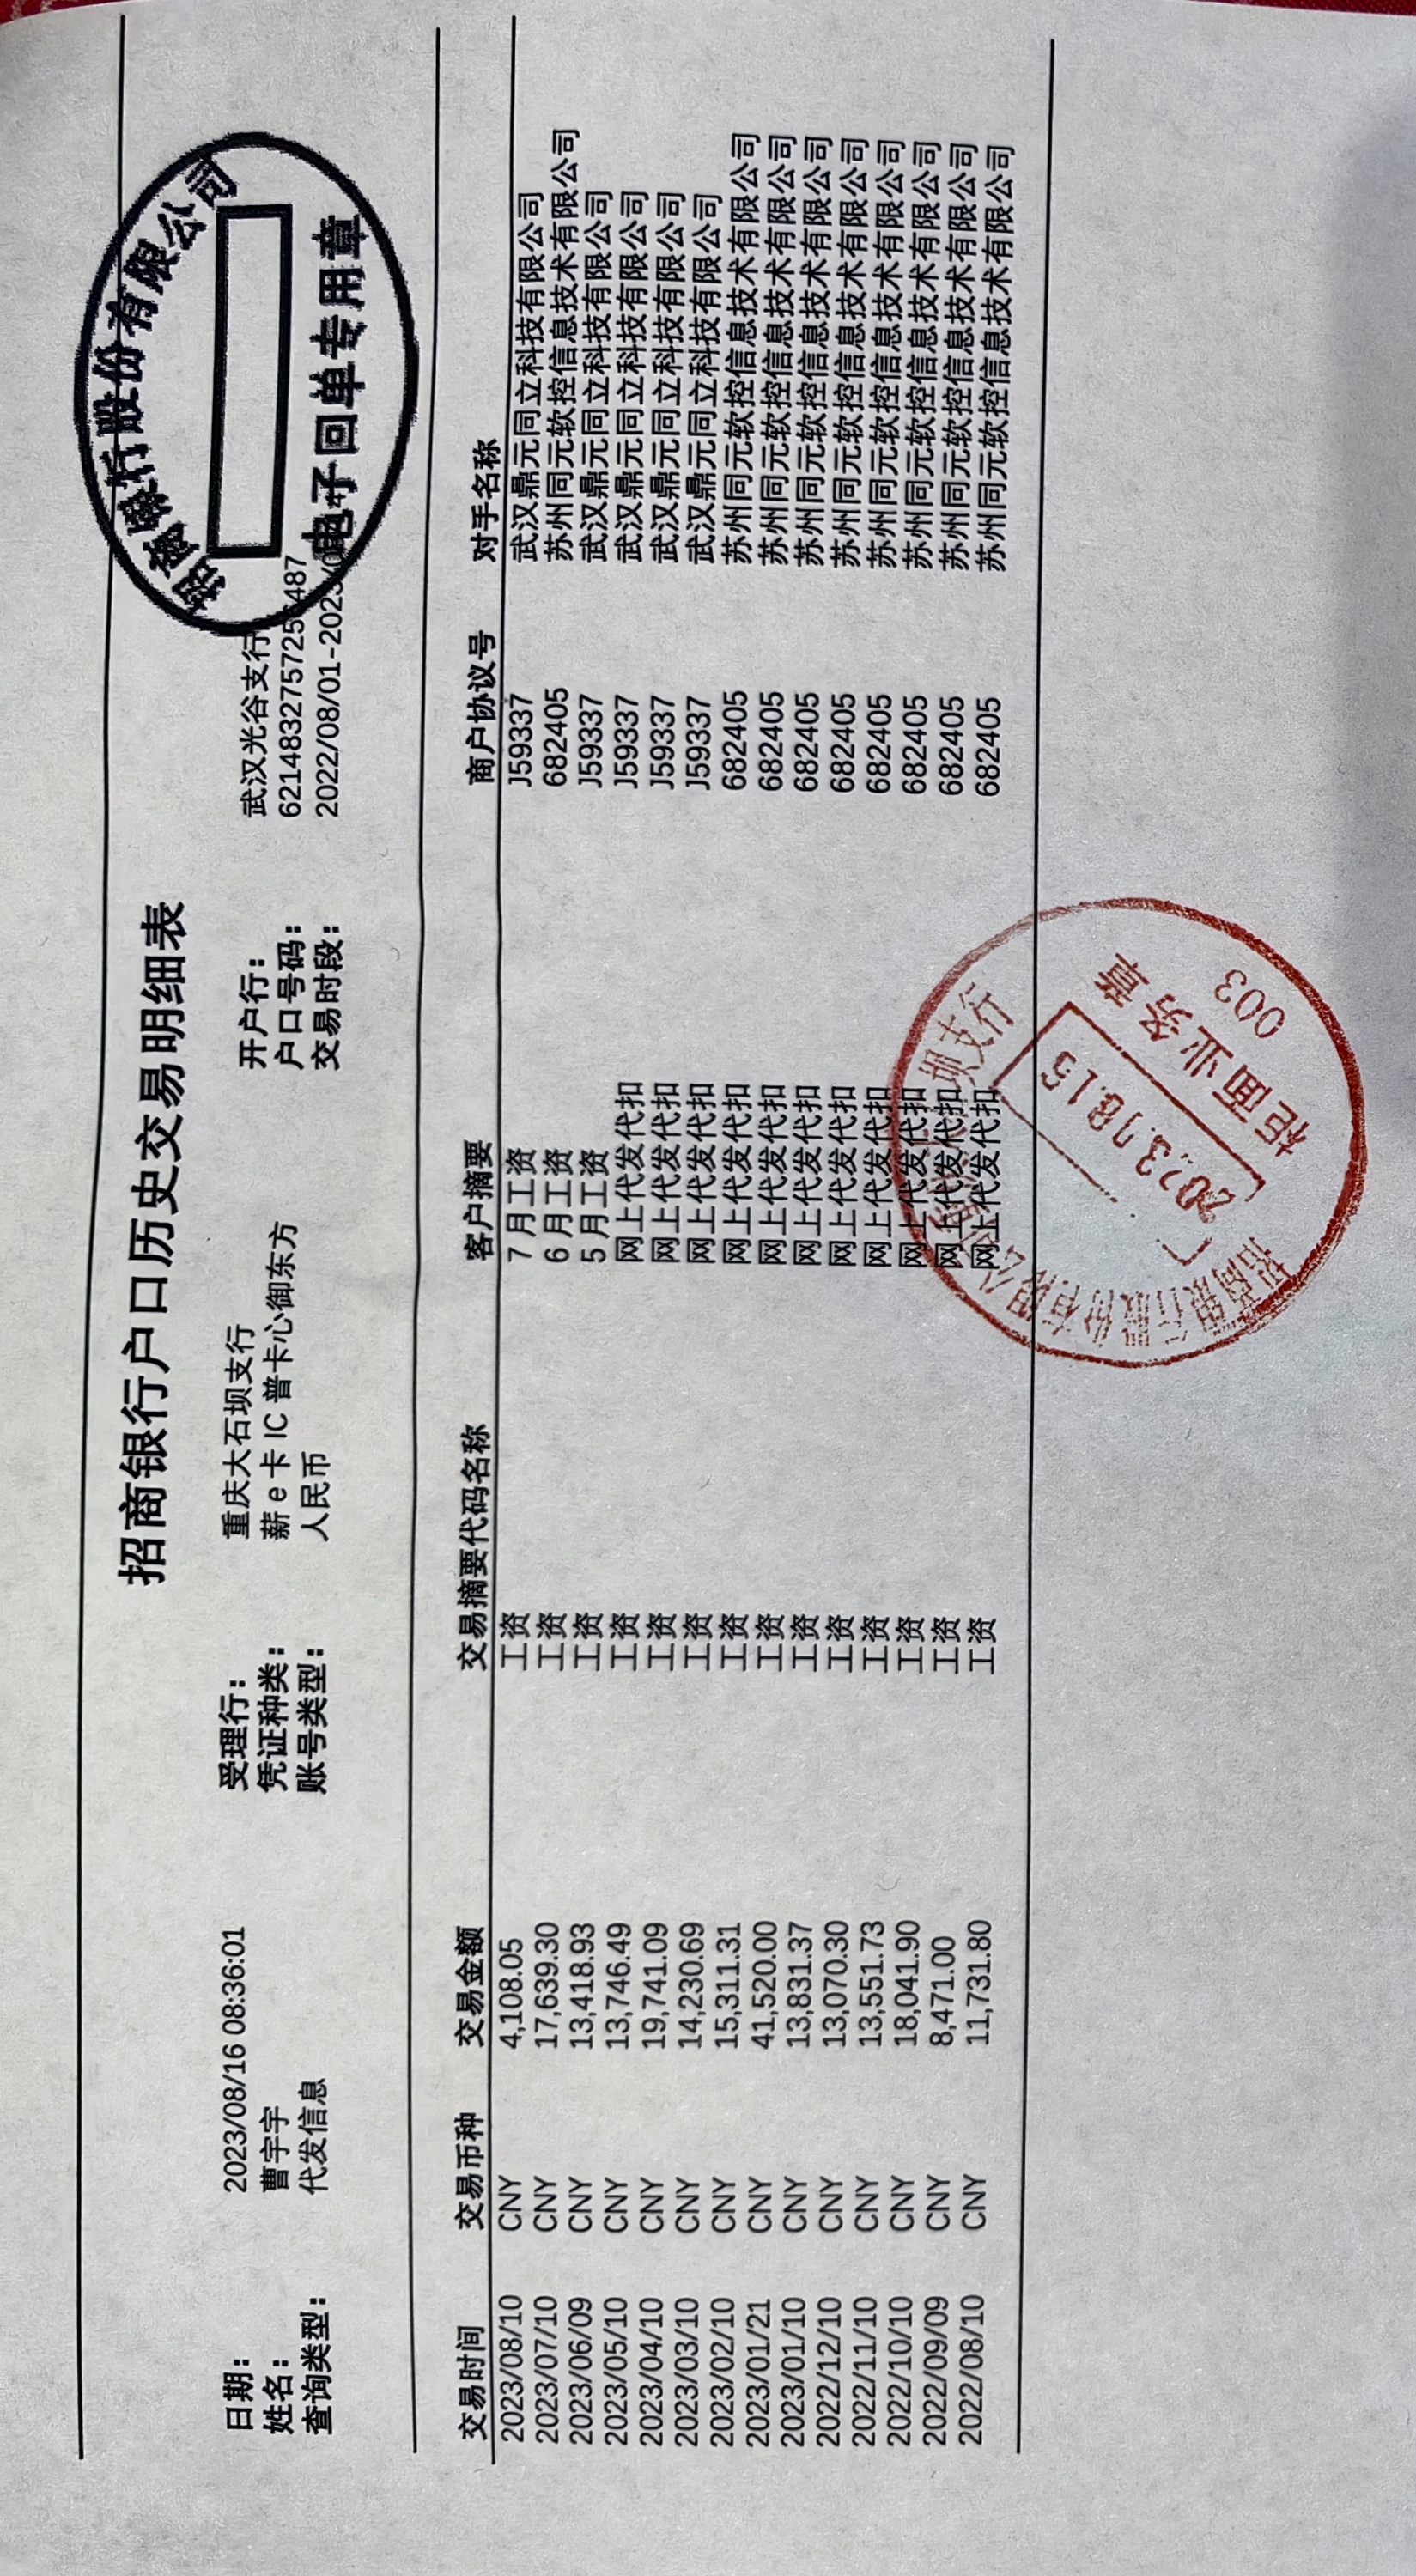 招商银行户口历史交易明细表
招商银行股份有限公司
电子回单专用章
日期： 2023/08/16 08:36:01 受理行： 重庆大石坝支行 开户行： 武汉光谷支行
姓名： 曹宇宇 凭证种类： 薪e卡IC普卡心御东方 户口号码：
查询类型： 代发信息 账号类型： 人民币 交易时段： 2022/08/01-2023
交易时间 交易币种 交易金额 交易摘要代码名称 客户摘要 商户协议号 对手名称
2023/08/10 CNY 4,108.05 工资 7月工资 J59337 武汉鼎元同立科技有限公司
2023/07/10 CNY 17,639.30 工资 6月工资 682405 苏州同元软控信息技术有限公司
2023/06/09 CNY 13,418.93 工资 5月工资 J59337 武汉鼎元同立科技有限公司
2023/05/10 CNY 13,746.49 工资 网上代发代扣 J59337 武汉鼎元同立科技有限公司
2023/04/10 CNY 19,741.09 工资 网上代发代扣 J59337 武汉鼎元同立科技有限公司
2023/03/10 CNY 14,230.69 工资 网上代发代扣 J59337 武汉鼎元同立科技有限公司
2023/02/10 CNY 15,311.31 工资 网上代发代扣 682405 苏州同元软控信息技术有限公司
2023/01/21 CNY 41,520.00 工资 网上代发代扣 682405 苏州同元软控信息技术有限公司
2023/01/10 CNY 13,831.37 工资 网上代发代扣 682405 苏州同元软控信息技术有限公司
2022/12/10 CNY 13,070.30 工资 网上代发代扣 682405 苏州同元软控信息技术有限公司
2022/11/10 CNY 13,551.73 工资 网上代发代扣 682405 苏州同元软控信息技术有限公司
2022/10/10 CNY 18,041.90 工资 网上代发代扣 682405 苏州同元软控信息技术有限公司
2022/09/09 CNY 8,471.00 工资 网上代发代扣 682405 苏州同元软控信息技术有限公司
2022/08/10 CNY 11,731.80 工资 网上代发代扣 682405 苏州同元软控信息技术有限公司
招商银行股份有限公 坝支行
柜面业务章
003